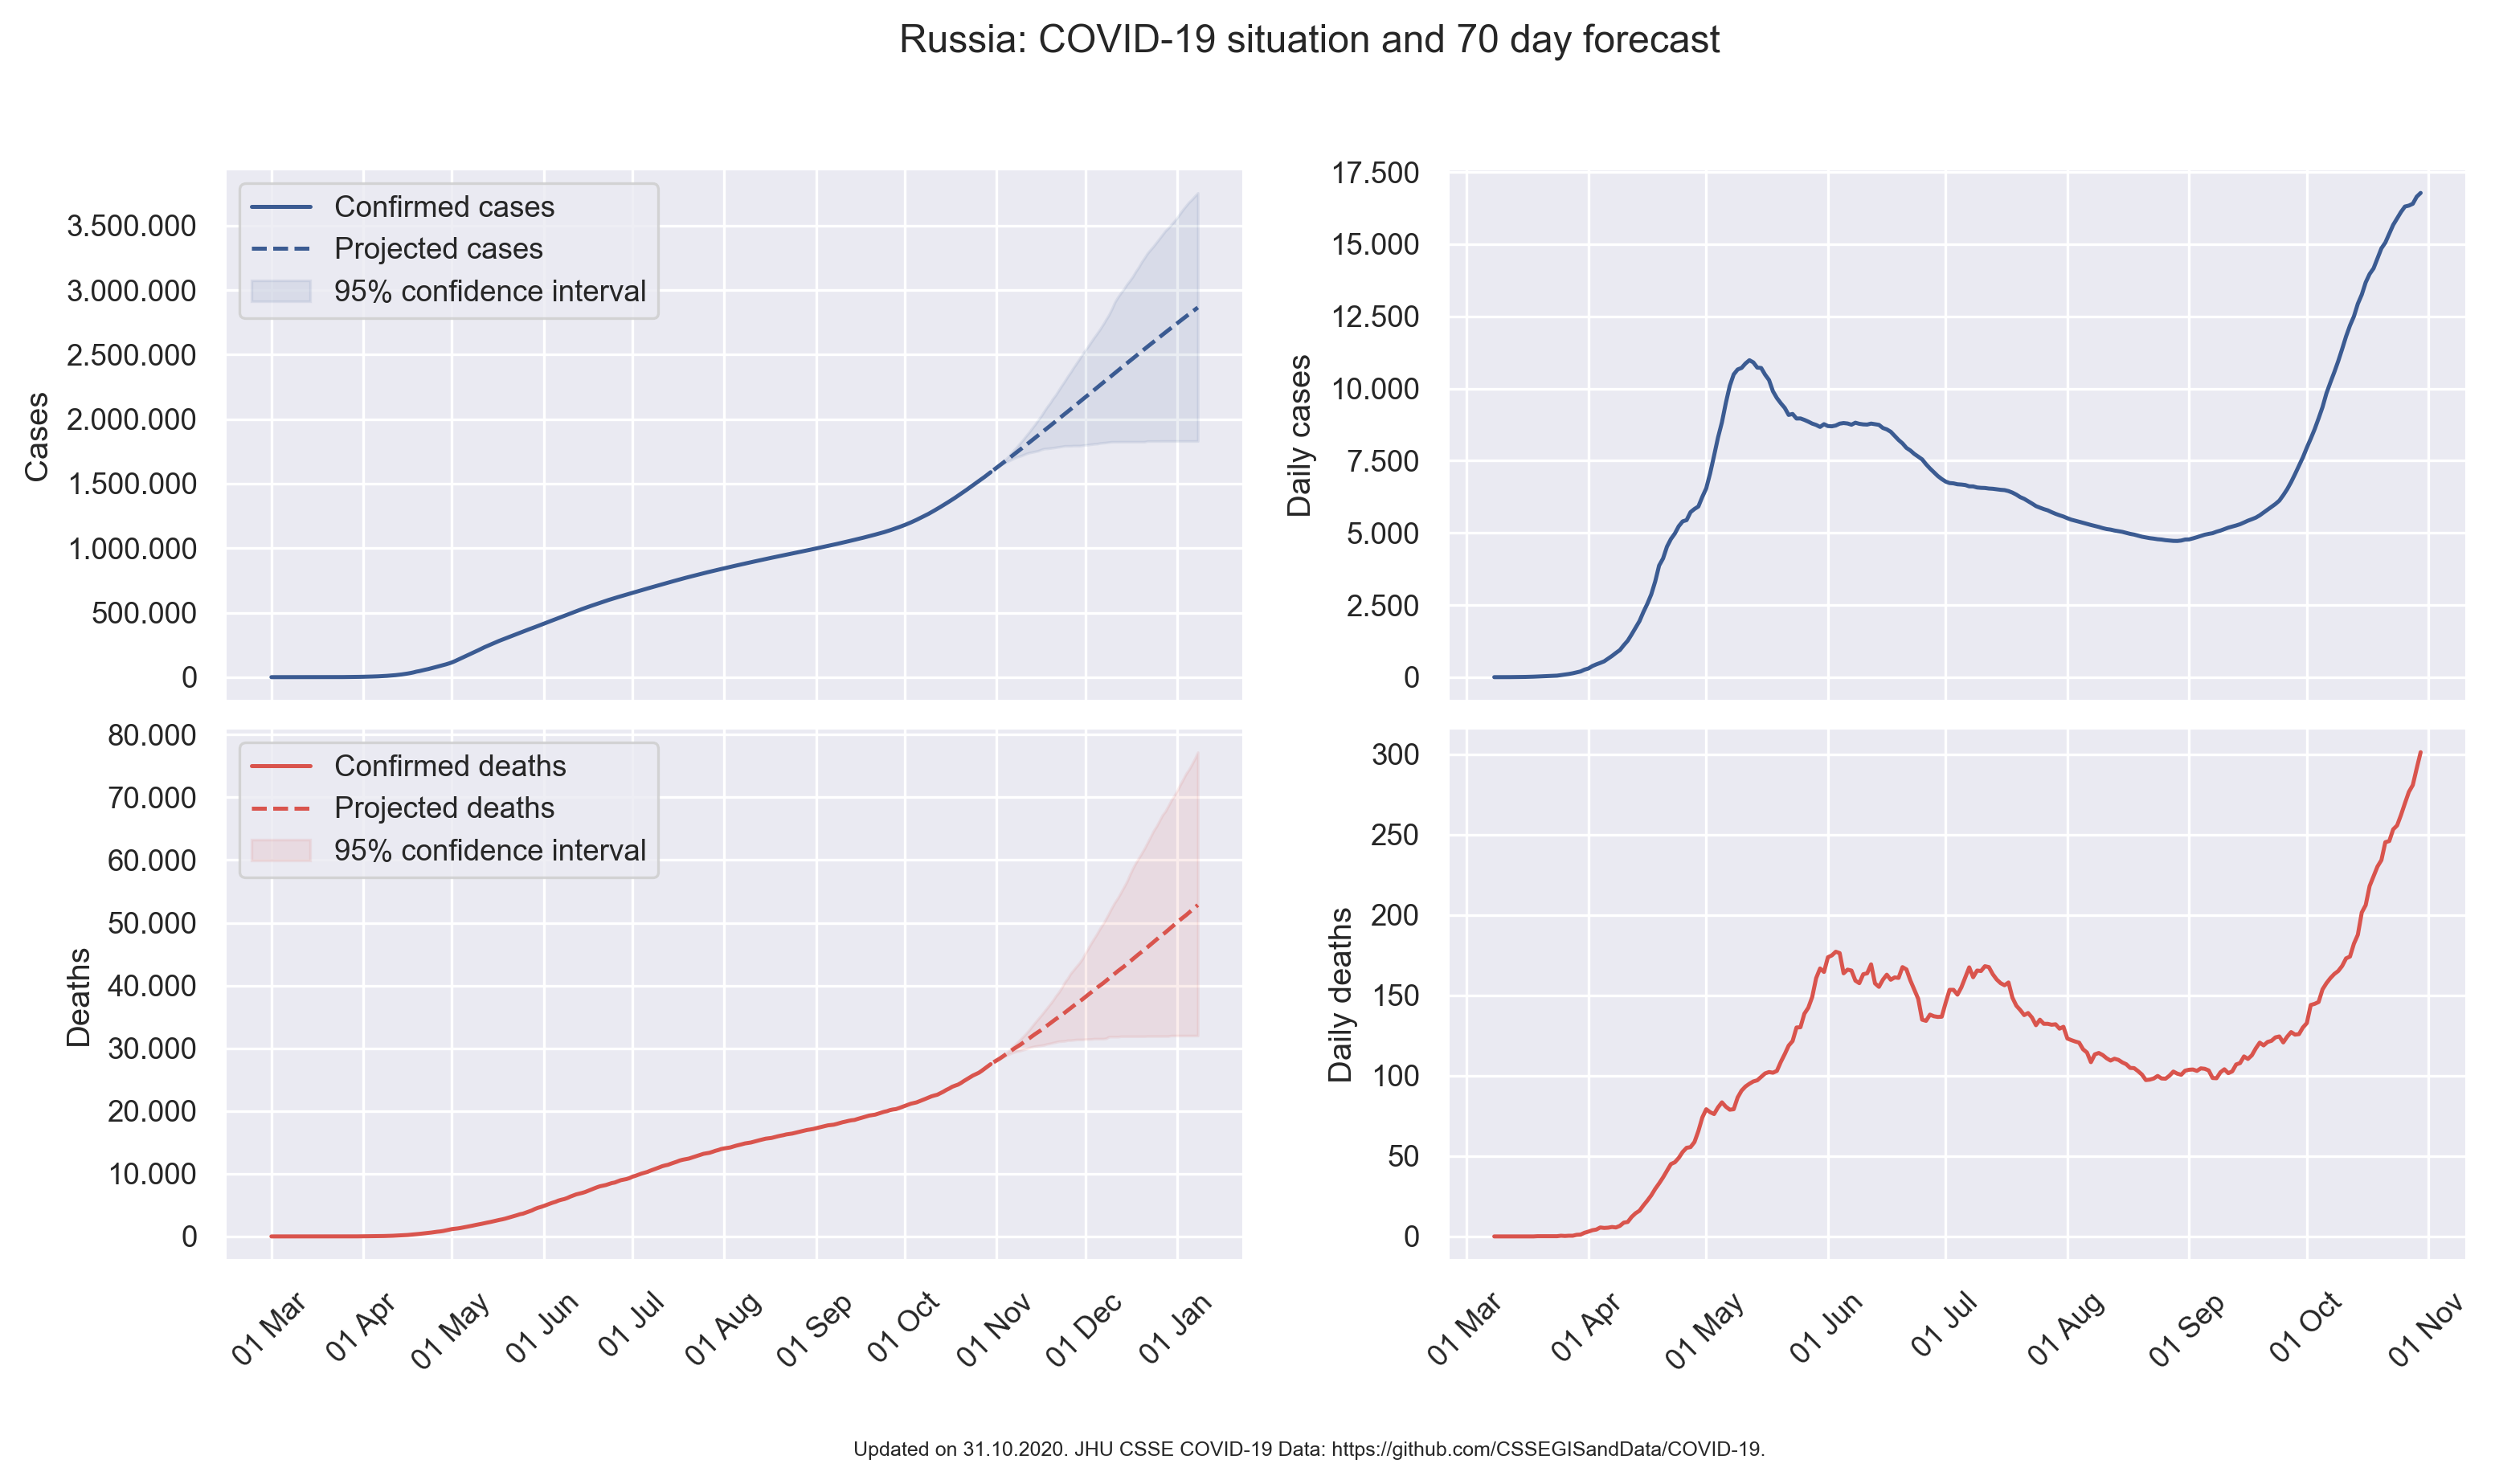 Russia: COVID-19 situation and 70 day forecast
Confirmed cases
Projected cases
95% confidence interval
Cases
3.500.000
3.000.000
2.500.000
2.000.000
1.500.000
1.000.000
500.000
0
Daily cases
17.500
15.000
12.500
10.000
7.500
5.000
2.500
0
Confirmed deaths
Projected deaths
95% confidence interval
Deaths
80.000
70.000
60.000
50.000
40.000
30.000
20.000
10.000
0
01 Mar
01 Apr
01 May
01 Jun
01 Jul
01 Aug
01 Sep
01 Oct
01 Nov
01 Dec
01 Jan
Daily deaths
300
250
200
150
100
50
0
01 Mar
01 Apr
01 May
01 Jun
01 Jul
01 Aug
01 Sep
01 Oct
01 Nov
Updated on 31.10.2020. JHU CSSE COVID-19 Data: https://github.com/CSSEGISandData/COVID-19.